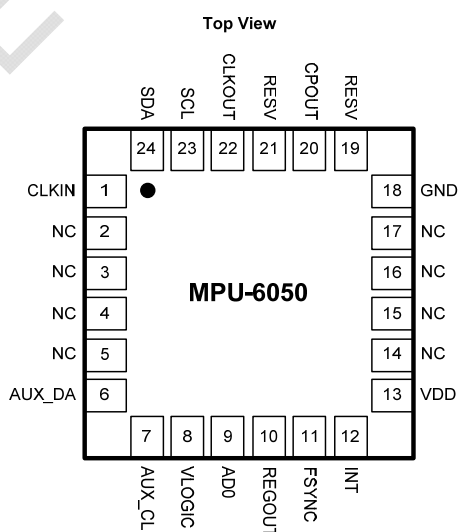 Top View
SDA
SCL
CLKOUT
RESV
CPOUT
RESV
24 23 22 21 20 19
CLKIN 1 18 GND
NC 2 17 NC
NC 3 16 NC
MPU-6050
NC 4 15 NC
NC 5 14 NC
AUX_DA 6 13 VDD
7 8 9 10 11 12
AUX_CL
VLOGIC
AD0
REGOUT
FSYNC
INT